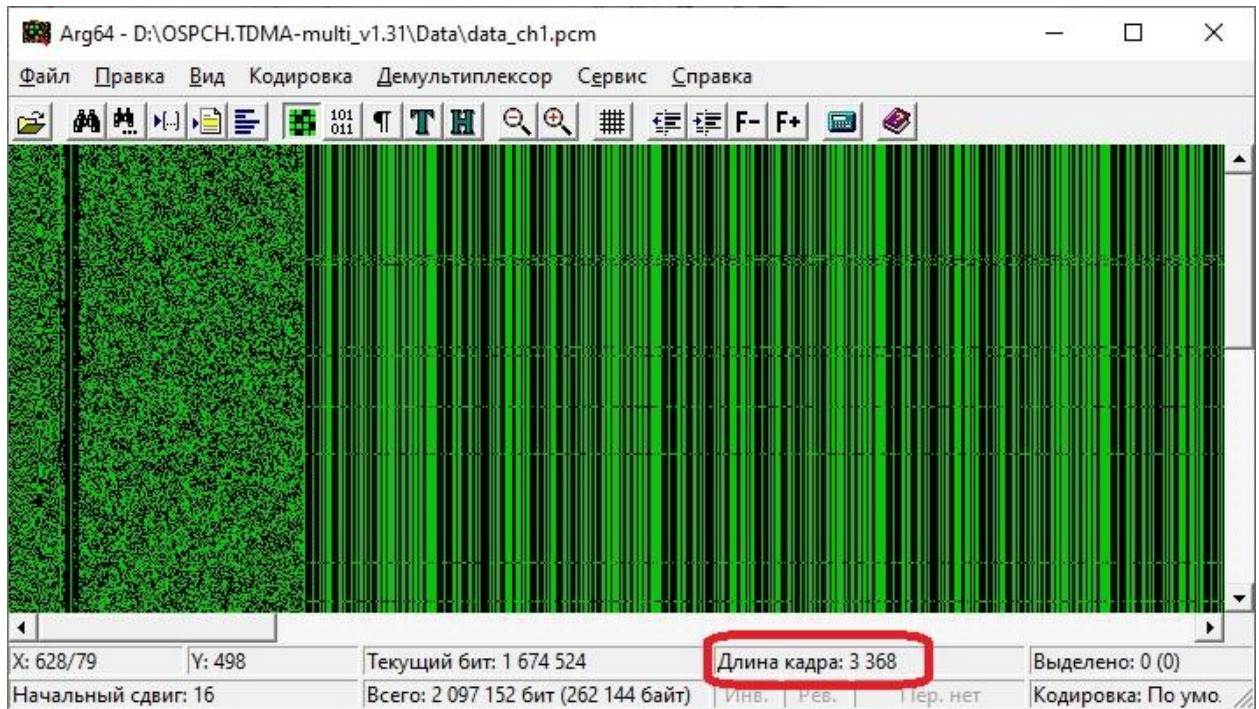 Arg64 - D:\OSPCH.TDMA-multi_v1.31\Data\data_ch1.pcm
Файл Правка Вид Кодировка Демультиплексор Сервис Справка
101 011 ¶ T H F- F+
X: 628/79 Y: 498 Текущий бит: 1 674 524 Длина кадра: 3 368 Выделено: 0 (0)
Начальный сдвиг: 16 Всего: 2 097 152 бит (262 144 байт) Инв. Рев. Пер. нет Кодировка: По умо.